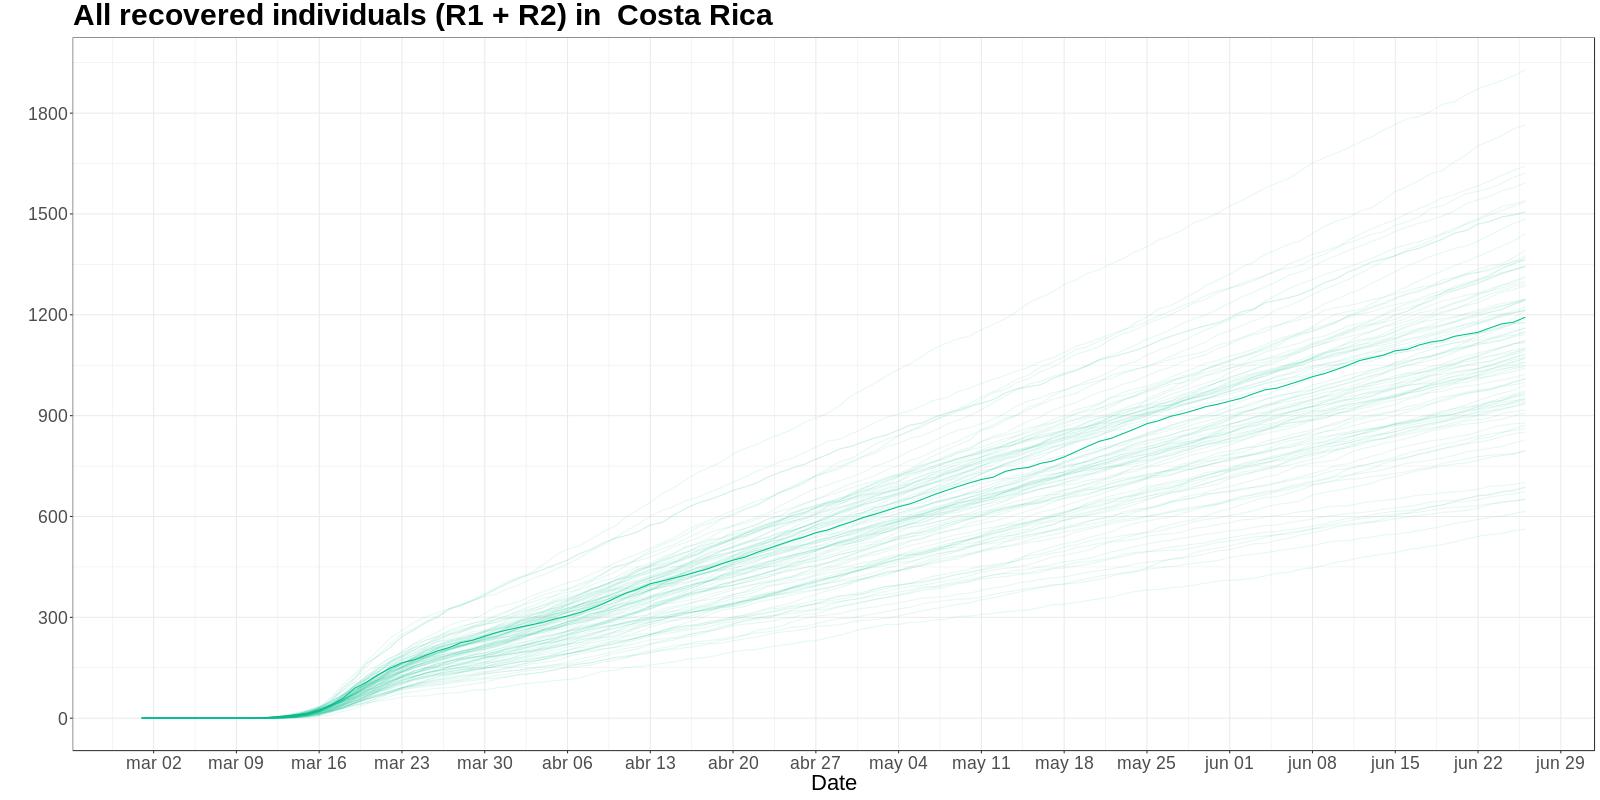 All recovered individuals (R1 + R2) in  Costa Rica
1800
1500
1200
900
600
300
0
mar 02 mar 09 mar 16 mar 23 mar 30 abr 06 abr 13 abr 20 abr 27 may 04 may 11 may 18 may 25 jun 01 jun 08 jun 15 jun 22 jun 29
Date